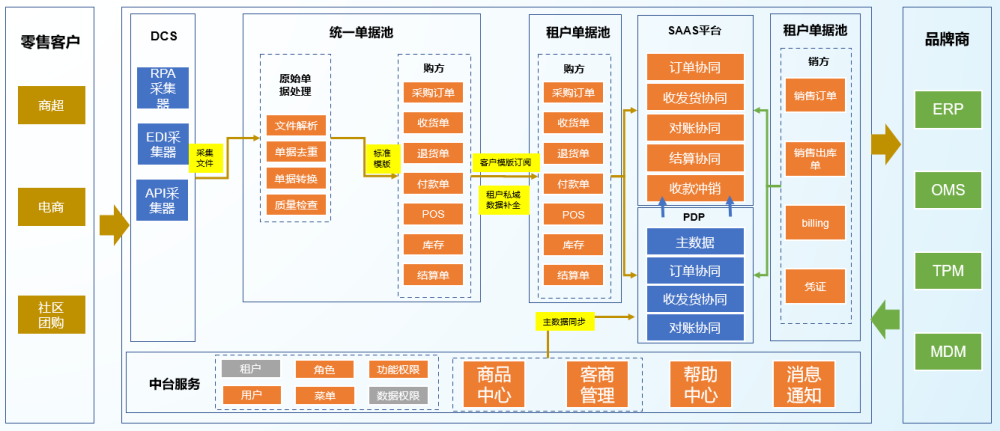 零售客户
商超
电商
社区
团购
DCS
RPA
采集
器
EDI采
集器
API采
集器
采集
文件
统一单据池
原始单
据处理
文件解析
单据去重
单据转换
质量检查
标准
模版
购方
采购订单
收货单
退货单
付款单
POS
库存
结算单
客户模版订阅
租户私域
数据补全
租户单据池
购方
采购订单
收货单
退货单
付款单
POS
库存
结算单
主数据同步
SAAS平台
订单协同
收发货协同
对账协同
结算协同
收款冲销
PDP
主数据
订单协同
收发货协同
对账协同
租户单据池
销方
销售订单
销售出库
单
billing
凭证
品牌商
ERP
OMS
TPM
MDM
中台服务
租户
角色
功能权限
用户
菜单
数据权限
商品
中心
客商
管理
帮助
中心
消息
通知